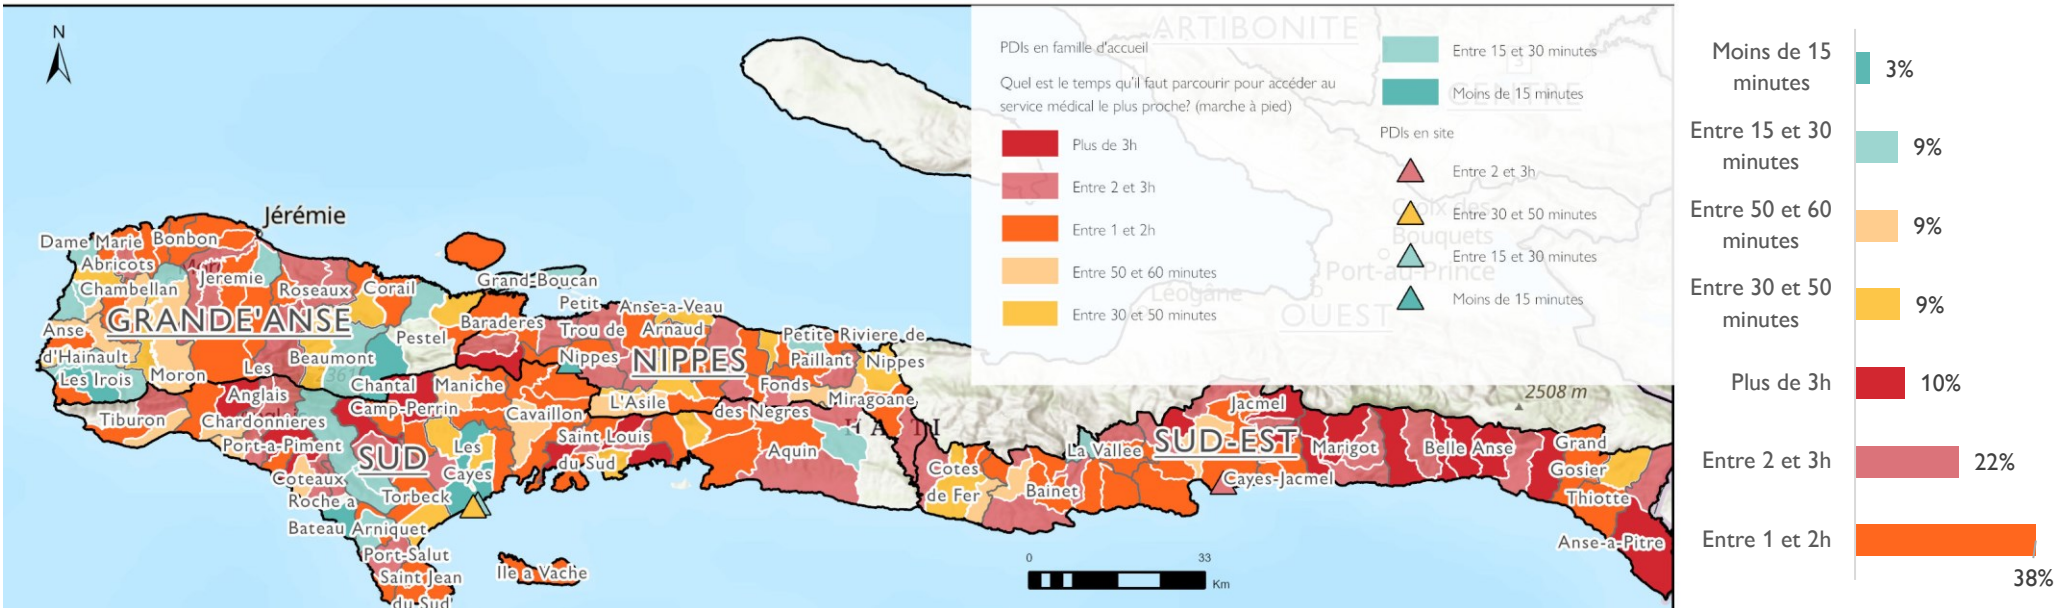 N
ARTIBONITE
CENTRE
Croix des
Bouquets
Port-au-Prince
Léogâne
OUEST
PDIs en famille d'accueil
Quel est le temps qu'il faut parcourir pour accéder au
service médical le plus proche? (marche à pied)
Plus de 3h
Entre 2 et 3h
Entre 1 et 2h
Entre 50 et 60 minutes
Entre 30 et 50 minutes
Entre 15 et 30 minutes
Moins de 15 minutes
PDIs en site
Entre 2 et 3h
Entre 30 et 50 minutes
Entre 15 et 30 minutes
Moins de 15 minutes
Jérémie
Dame Marie
Bonbon
Abricots
Jeremie
Chambellan
Roseaux
Corail
GRANDE'ANSE
Anse
d'Hainault
Les Irois
Moron
Les
Beaumont
Pestel
Grand-Boucan
Petit
Anse-a-Veau
Baraderes
Trou de
Nippes
Arnaud
NIPPES
Petite Riviere de
Nippes
Paillant
Fonds
des Negres
Miragoane
Chantal
Maniche
Anglais
Camp-Perrin
Cavaillon
L'Asile
Tiburon
Chardonnieres
Port-a-Piment
SUD
Les
Cayes
Saint Louis
du Sud
Aquin
HAITI
Coteaux
Roche a
Bateau
Torbeck
Arniquet
Port-Salut
Saint Jean
du Sud
Ile a Vache
Cotes
de Fer
Bainet
La Vallee
Jacmel
SUD-EST
Cayes-Jacmel
Marigot
Belle Anse
Grand
Gosier
Thiotte
Anse-a-Pitre
2508 m
0 33
Km
Moins de 15
minutes
3%
Entre 15 et 30
minutes
9%
Entre 50 et 60
minutes
9%
Entre 30 et 50
minutes
9%
Plus de 3h
10%
Entre 2 et 3h
22%
Entre 1 et 2h
38%